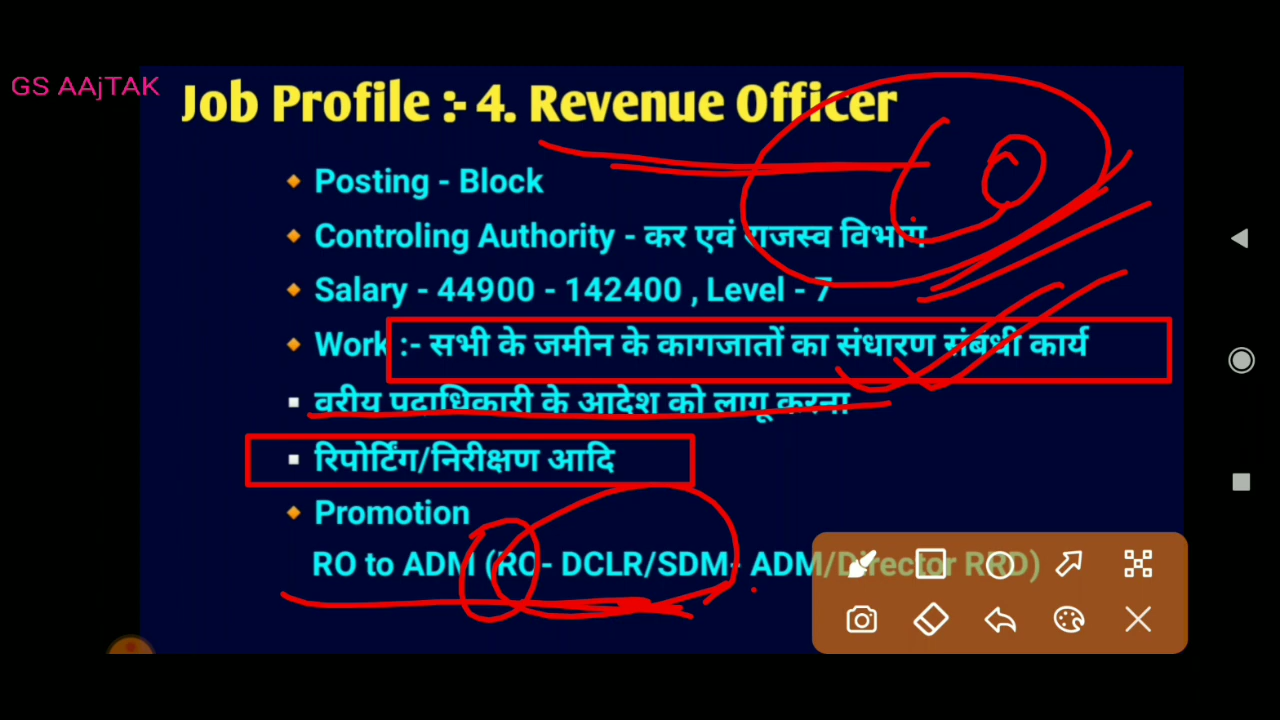 GS AAjTAK
Job Profile :- 4. Revenue Officer
Posting - Block
Controling Authority - कर एवं राजस्व विभाग
Salary - 44900 - 142400 , Level - 7
Work :- सभी के जमीन के कागजातों का संधारण संबंधी कार्य
वरीय पदाधिकारी के आदेश को लागू करना
रिपोर्टिंग/निरीक्षण आदि
Promotion
RO to ADM (RO- DCLR/SDM- ADM/Director RRD)